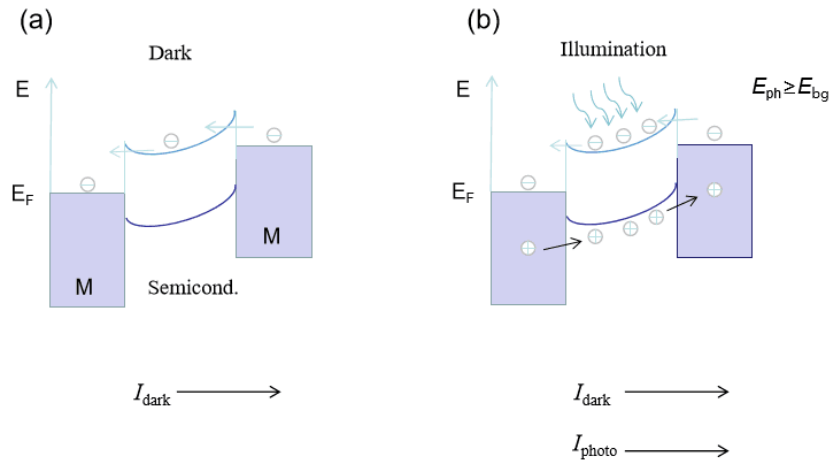 (a)
Dark
E
E_F
M
M
Semicond.
I_dark
(b)
Illumination
E_ph ≥ E_bg
E
E_F
I_dark
I_photo